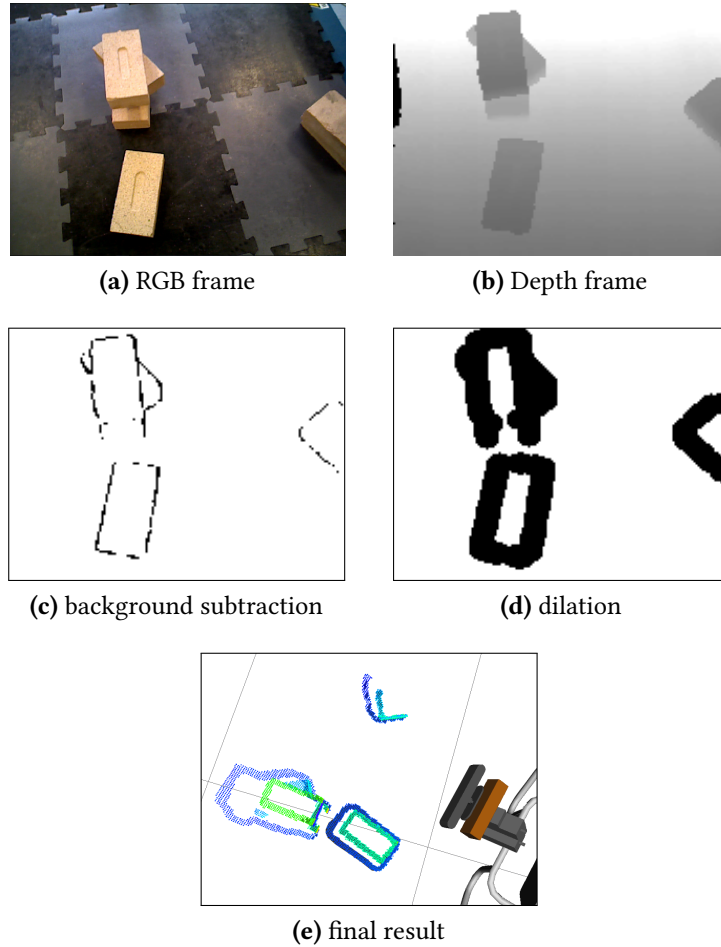 (a) RGB frame
(b) Depth frame
(c) background subtraction
(d) dilation
(e) final result